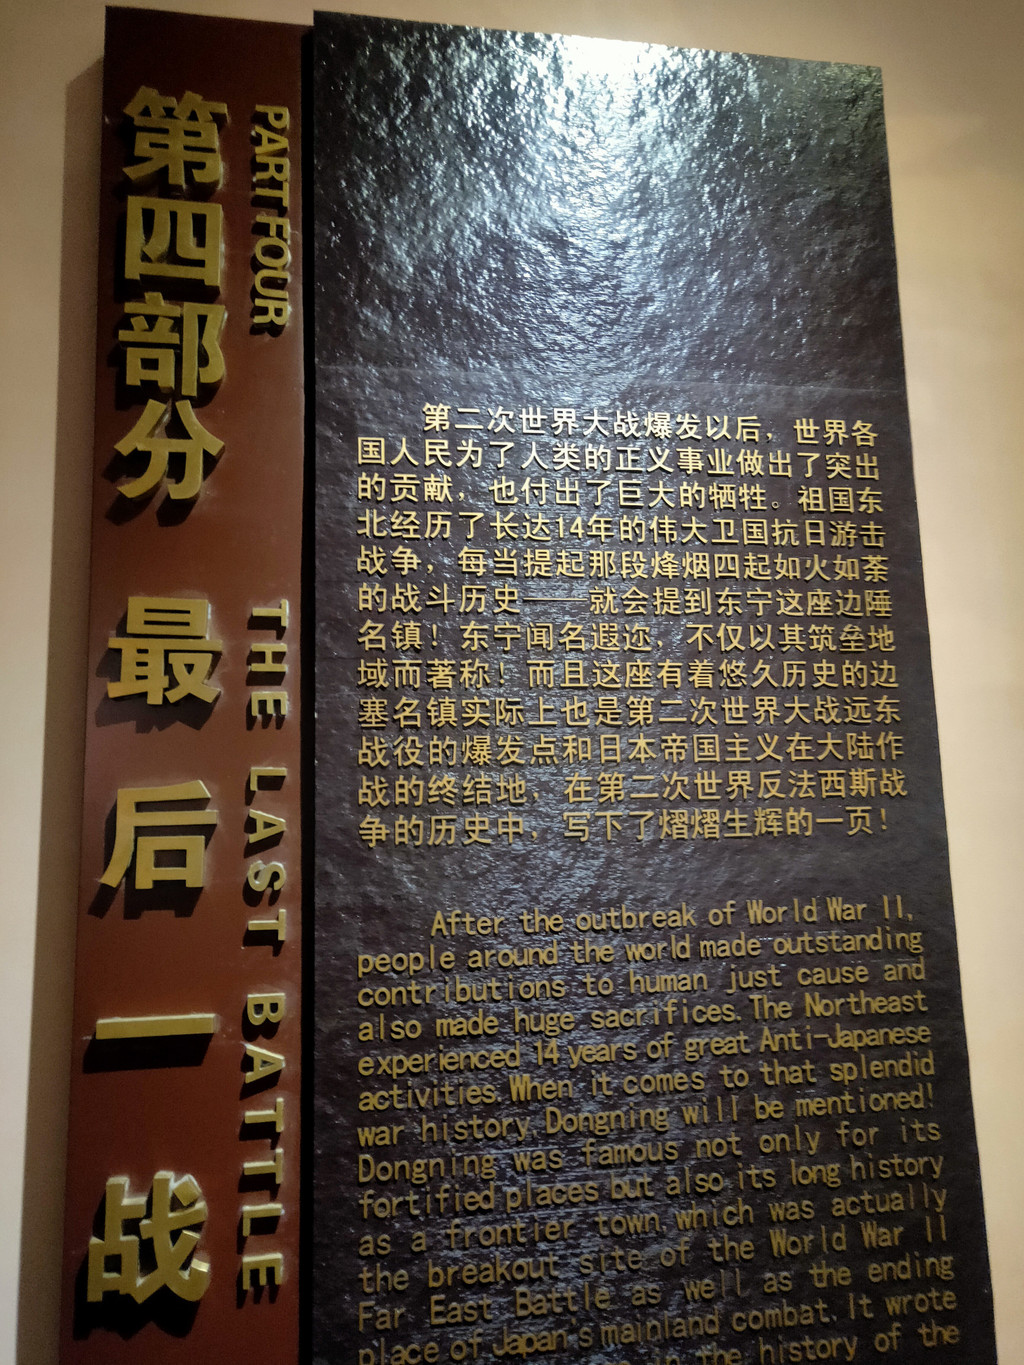 第四部分 最后一战
PART FOUR THE LAST BATTLE
第二次世界大战爆发以后，世界各
国人民为了人类的正义事业做出了突出
的贡献，也付出了巨大的牺牲。祖国东
北经历了长达14年的伟大卫国抗日游击
战争，每当提起那段烽烟四起如火如荼
的战斗历史——就会提到东宁这座边陲
名镇！东宁闻名遐迩，不仅以其筑垒地
域而著称！而且这座有着悠久历史的边
塞名镇实际上也是第二次世界大战远东
战役的爆发点和日本帝国主义在大陆作
战的终结地，在第二次世界反法西斯战
争的历史中，写下了熠熠生辉的一页！
After the outbreak of World War II,
people around the world made outstanding
contributions to human just cause and
also made huge sacrifices. The Northeast
experienced 14 years of great Anti-Japanese
activities. When it comes to that splendid
war history, Dongning will be mentioned!
Dongning was famous not only for its
fortified places but also its long history
as a frontier town, which was actually
the breakout site of the World War II
Far East Battle as well as the ending
place of Japan's mainland combat. It wrote
in the history of the